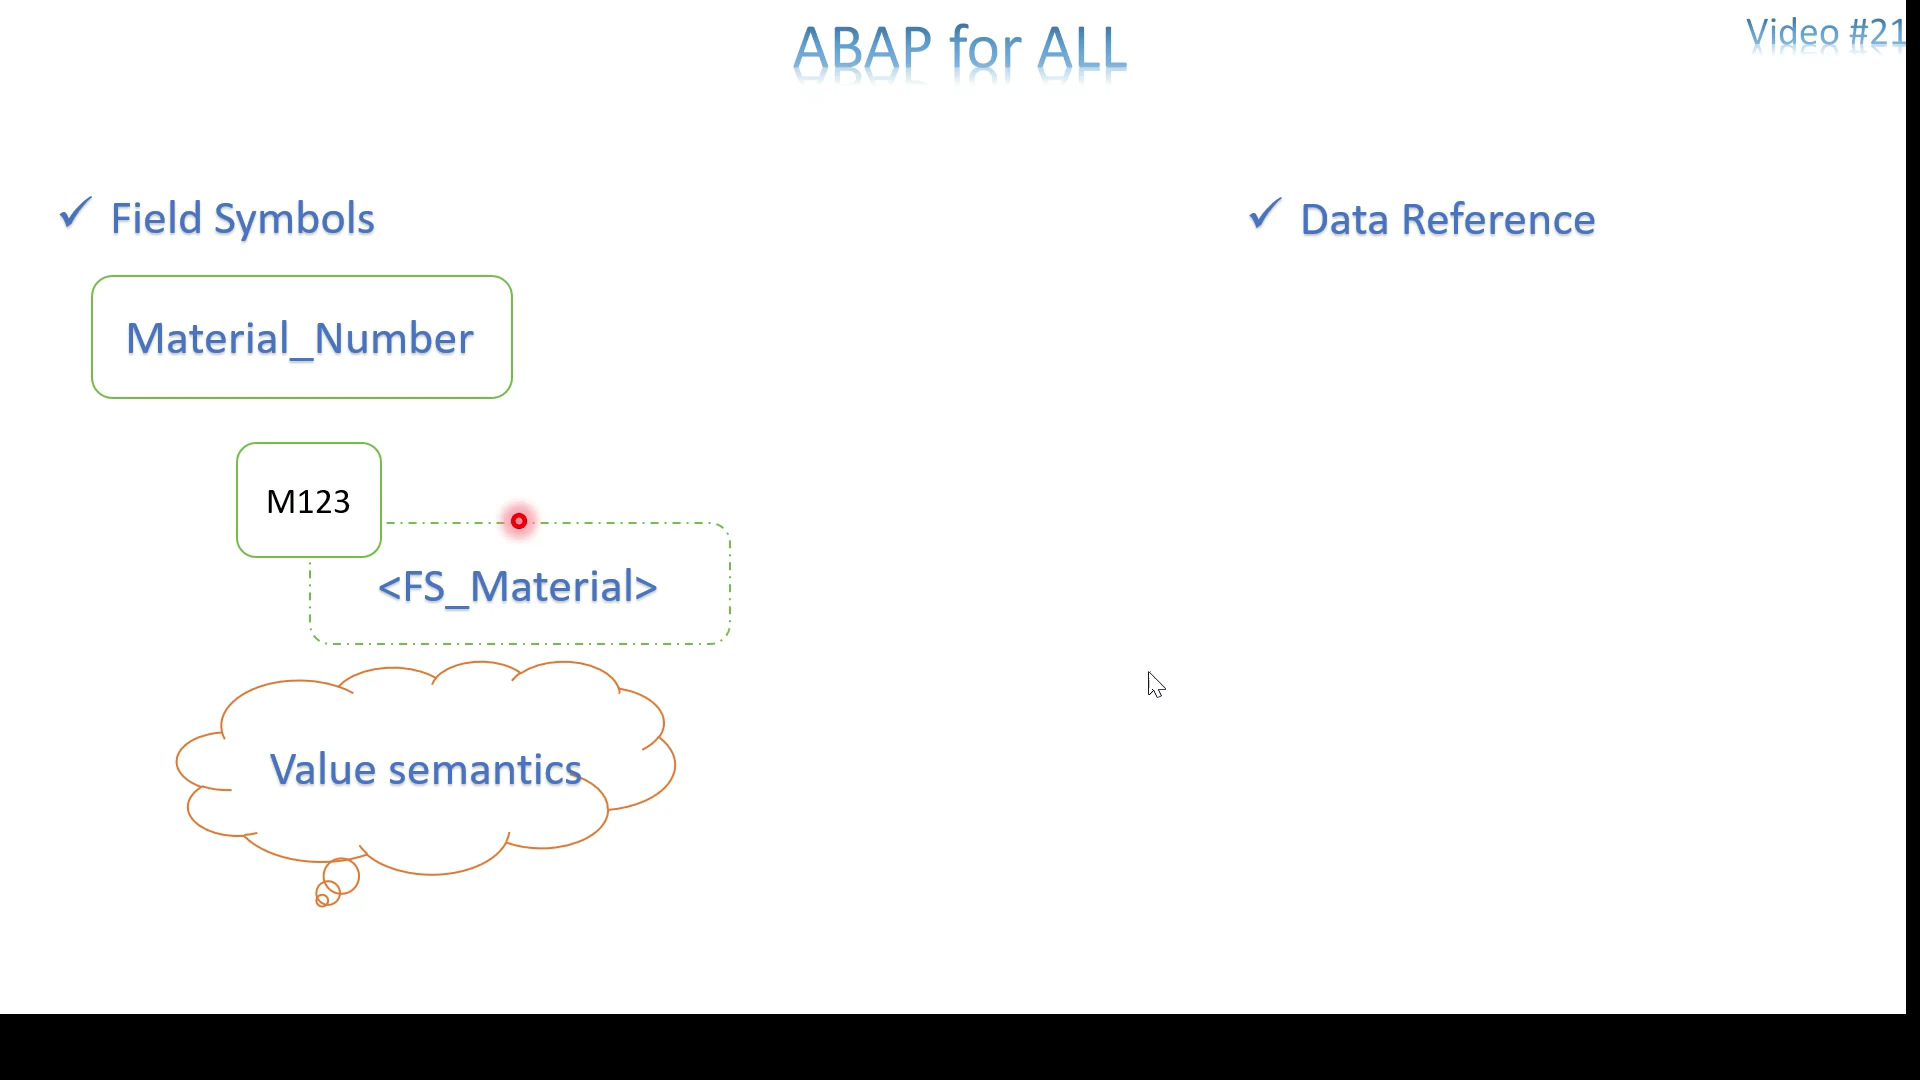 ABAP for ALL
Video #21
Field Symbols
Data Reference
Material_Number
M123
<FS_Material>
Value semantics